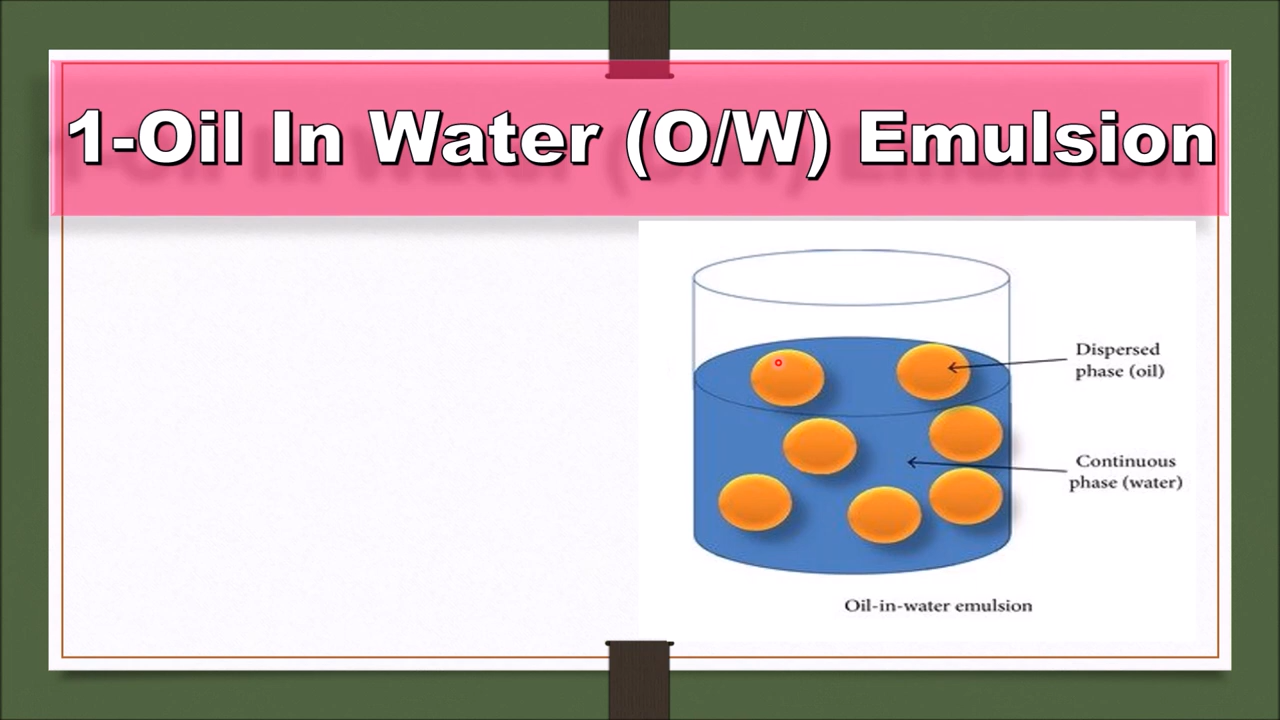 1-Oil In Water (O/W) Emulsion
Dispersed
phase (oil)
Continuous
phase (water)
Oil-in-water emulsion